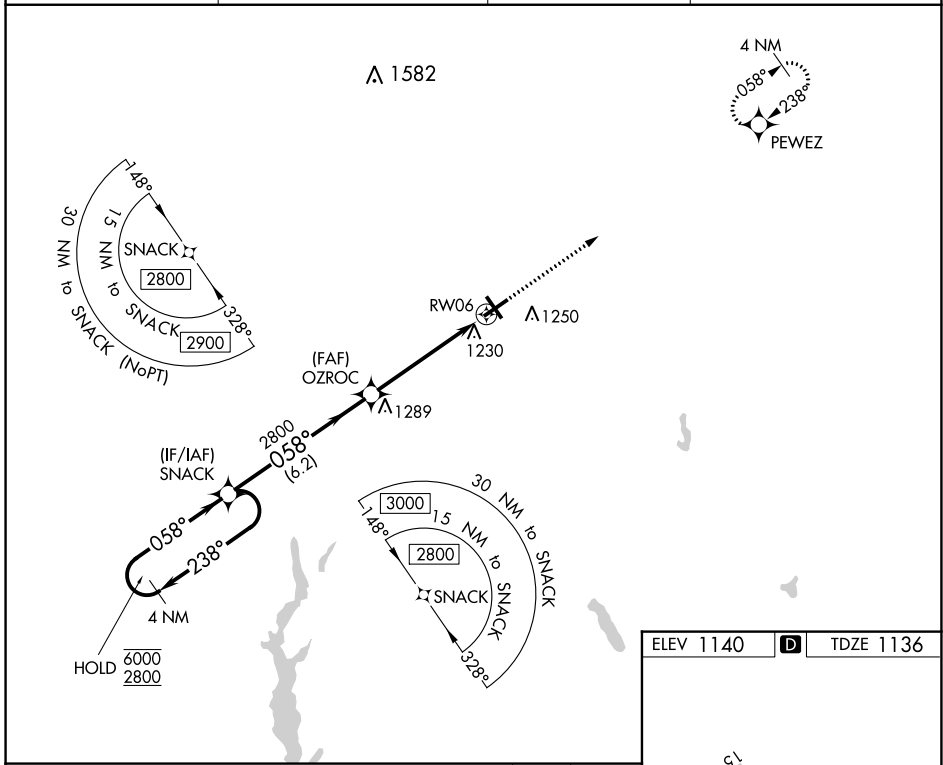 1582
4 NM
058°
238°
PEWEZ
148°
SNACK
2800
15 NM to SNACK
328°
2900
30 NM to SNACK (NoPT)
RW06
1250
1230
(FAF)
OZROC
1289
2800
058°
(6.2)
(IF/IAF)
SNACK
058°
238°
4 NM
HOLD 6000
2800
30 NM to SNACK
3000
148°
15 NM to SNACK
2800
SNACK
328°
ELEV 1140 D TDZE 1136
15